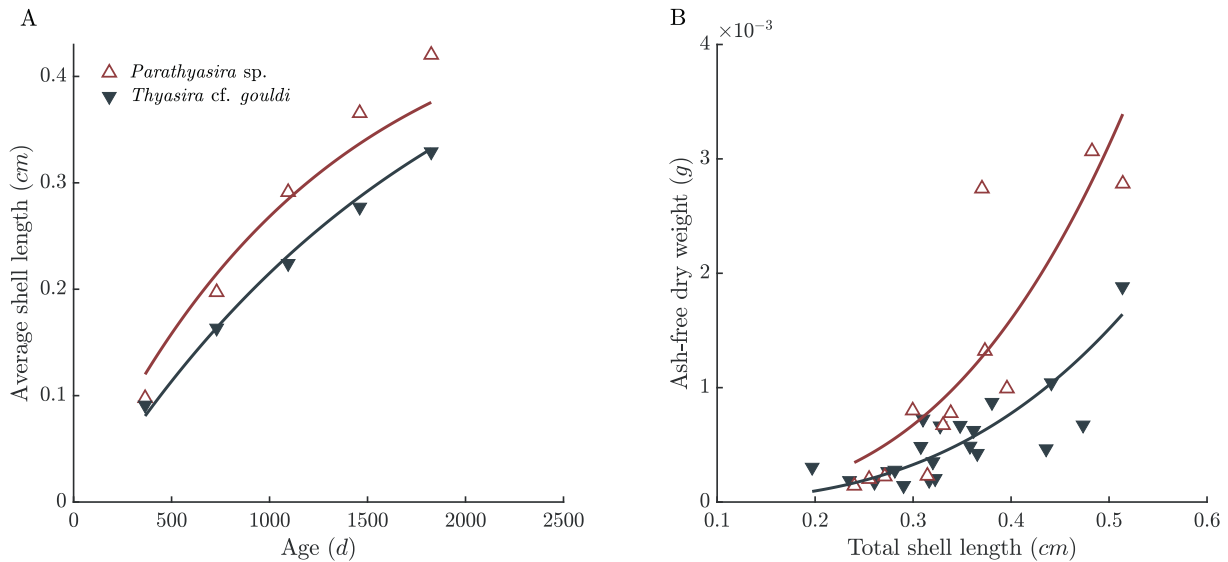 A
Average shell length (cm)
0.4
0.3
0.2
0.1
0
Parathyasira sp.
Thyasira cf. gouldi
0 500 1000 1500 2000 2500
Age (d)
B
×10⁻³
Ash-free dry weight (g)
4
3
2
1
0
0.1 0.2 0.3 0.4 0.5 0.6
Total shell length (cm)